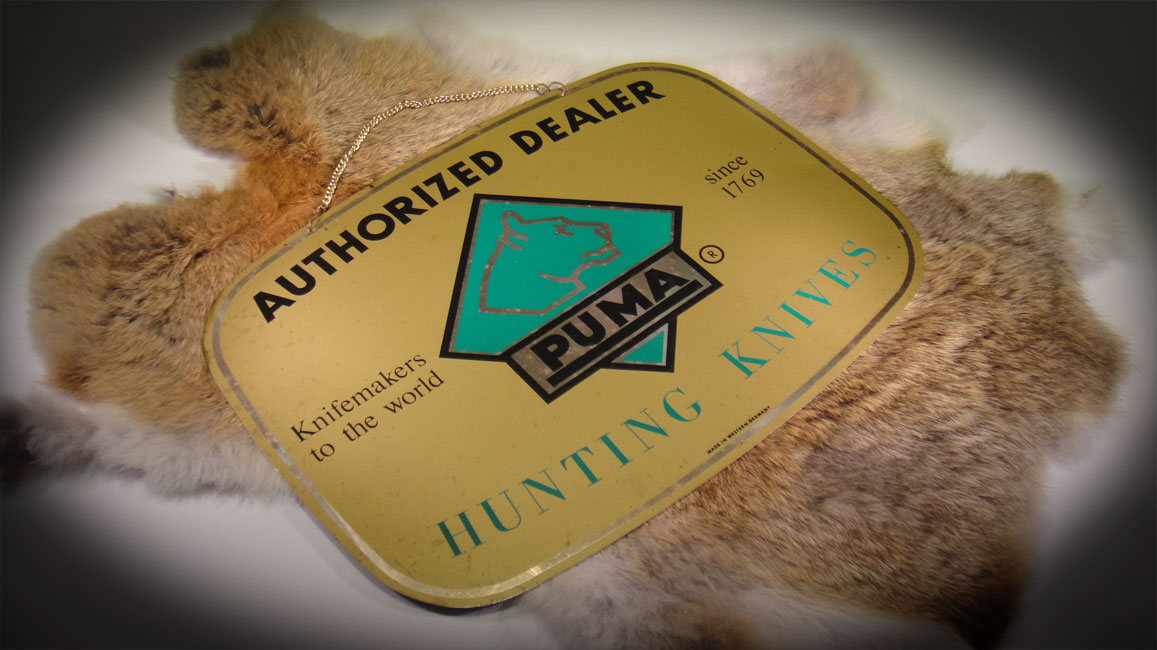 AUTHORIZED DEALER
since
1769
PUMA
®
Knifemakers
to the world
HUNTING KNIVES
MADE IN WESTERN-GERMANY